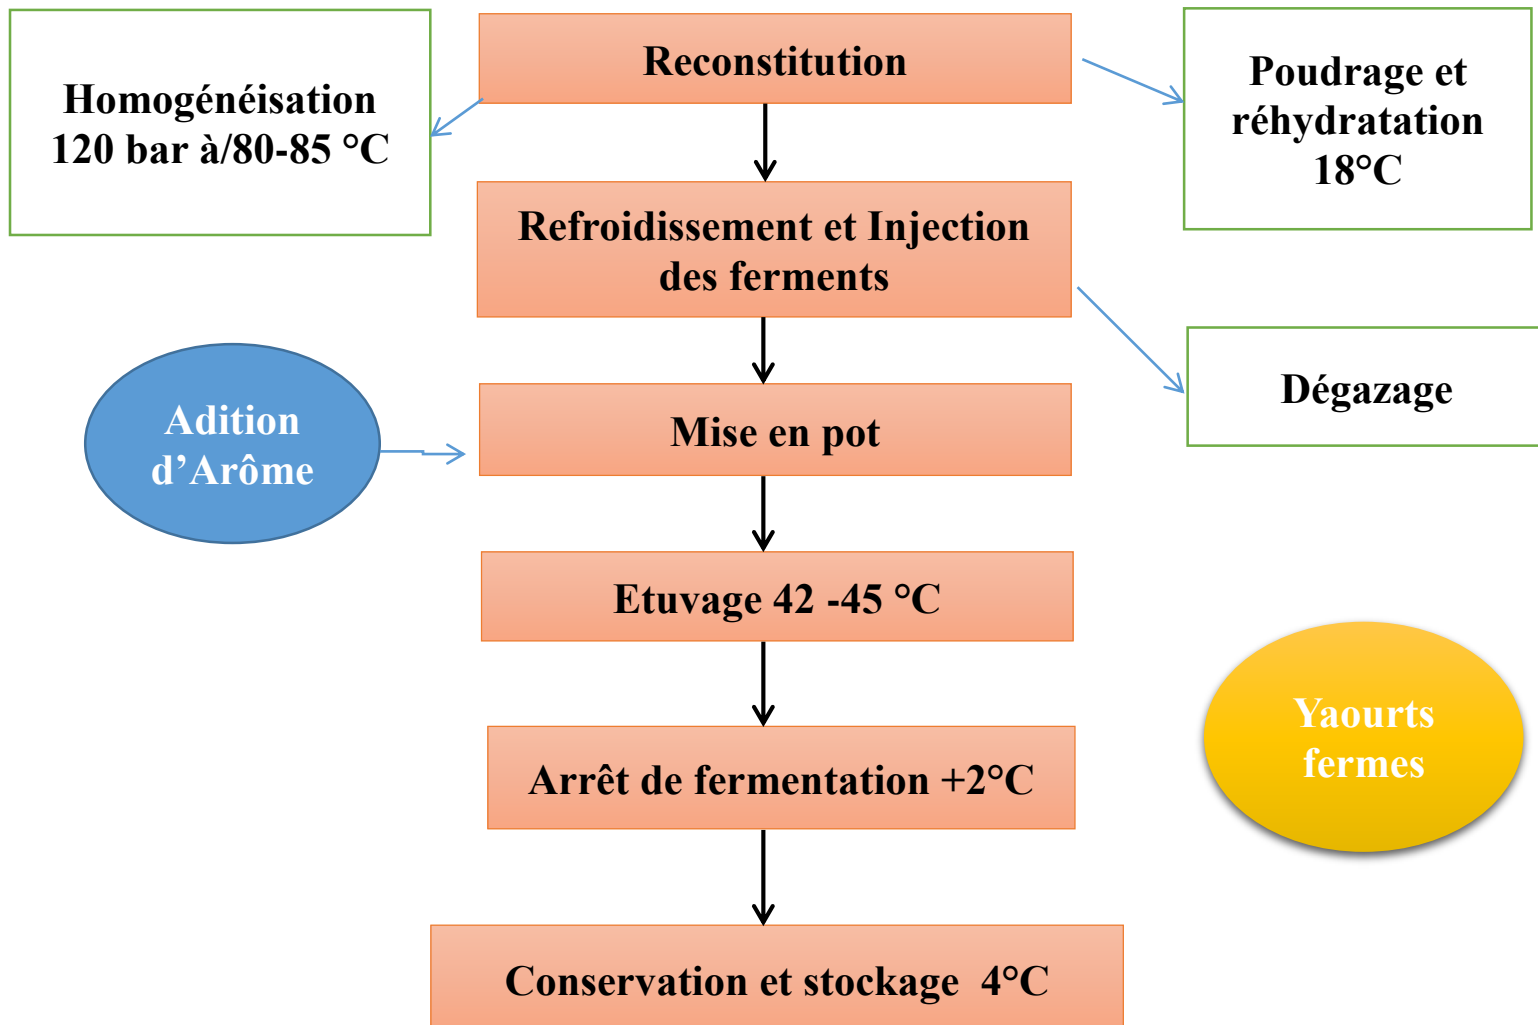 Reconstitution
Homogénéisation
120 bar à/80-85 °C
Poudrage et
réhydratation
18°C
Refroidissement et Injection
des ferments
Dégazage
Adition
d’Arôme
Mise en pot
Etuvage 42 -45 °C
Yaourts
fermes
Arrêt de fermentation +2°C
Conservation et stockage  4°C